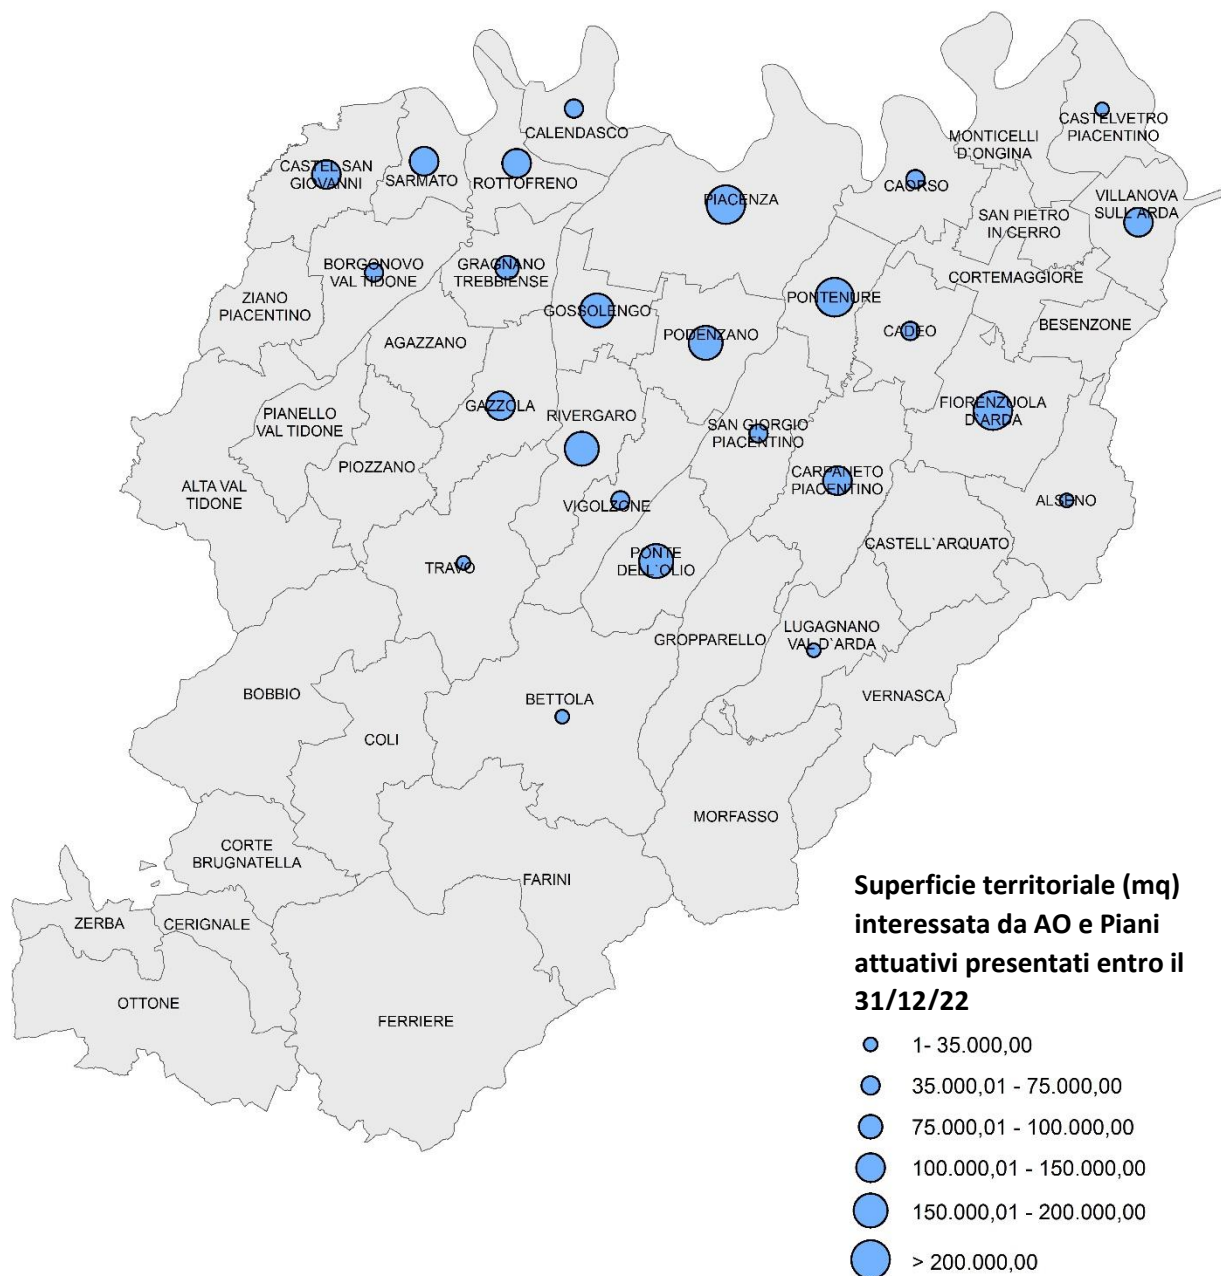 CALENDASCO
CASTELVETRO
PIACENTINO
MONTICELLI
D`ONGINA
CASTEL SAN
GIOVANNI
SARMATO
ROTTOFRENO
PIACENZA
CAORSO
VILLANOVA
SULL`ARDA
SAN PIETRO
IN CERRO
BORGONOVO
VAL TIDONE
GRAGNANO
TREBBIENSE
CORTEMAGGIORE
ZIANO
PIACENTINO
GOSSOLENGO
PONTENURE
BESENZONE
AGAZZANO
PODENZANO
CADEO
PIANELLO
VAL TIDONE
GAZZOLA
RIVERGARO
SAN GIORGIO
PIACENTINO
FIORENZUOLA
D`ARDA
PIOZZANO
CARPANETO
PIACENTINO
ALTA VAL
TIDONE
VIGOLZONE
ALSENO
CASTELL`ARQUATO
TRAVO
PONTE
DELL`OLIO
GROPPARELLO
LUGAGNANO
VAL D`ARDA
BOBBIO
BETTOLA
VERNASCA
COLI
MORFASSO
CORTE
BRUGNATELLA
FARINI
ZERBA
CERIGNALE
OTTONE
FERRIERE
Superficie territoriale (mq)
interessata da AO e Piani
attuativi presentati entro il
31/12/22
1- 35.000,00
35.000,01 - 75.000,00
75.000,01 - 100.000,00
100.000,01 - 150.000,00
150.000,01 - 200.000,00
> 200.000,00